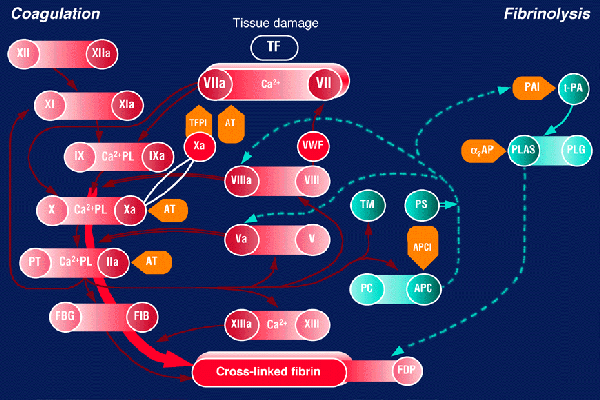 Coagulation
Tissue damage
Fibrinolysis
TF
XII XIIa
VIIa Ca²⁺ VII
PAI t-PA
XI XIa
TFPI AT
Xa VWF
IX Ca²⁺PL IXa
α₂AP PLAS PLG
VIIIa VIII
X Ca²⁺PL Xa AT
TM PS
Va V
APCI
PT Ca²⁺PL IIa AT
PC APC
FBG FIB
XIIIa Ca²⁺ XIII
Cross-linked fibrin FDP